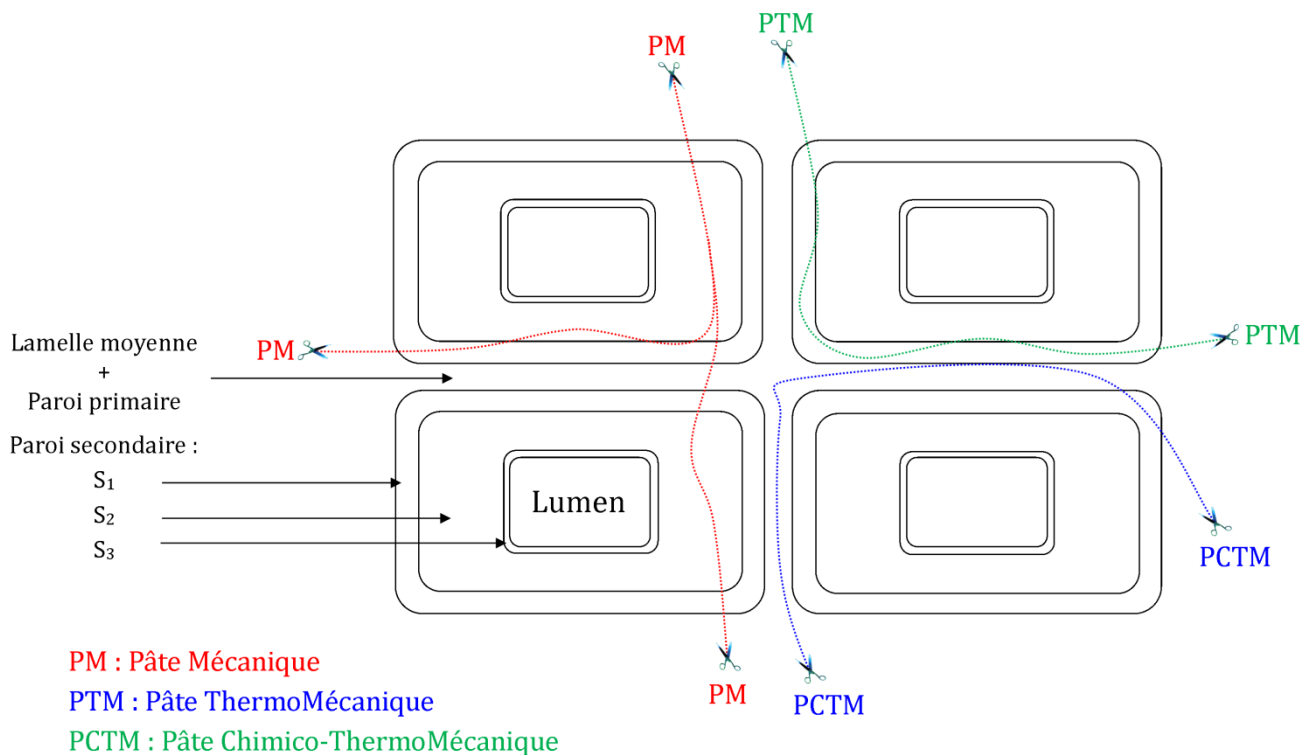 PTM
PM
Lamelle moyenne
+
Paroi primaire
PM
PTM
Paroi secondaire :
S₁
S₂
S₃
Lumen
PCTM
PM
PCTM
PM : Pâte Mécanique
PTM : Pâte ThermoMécanique
PCTM : Pâte Chimico-ThermoMécanique